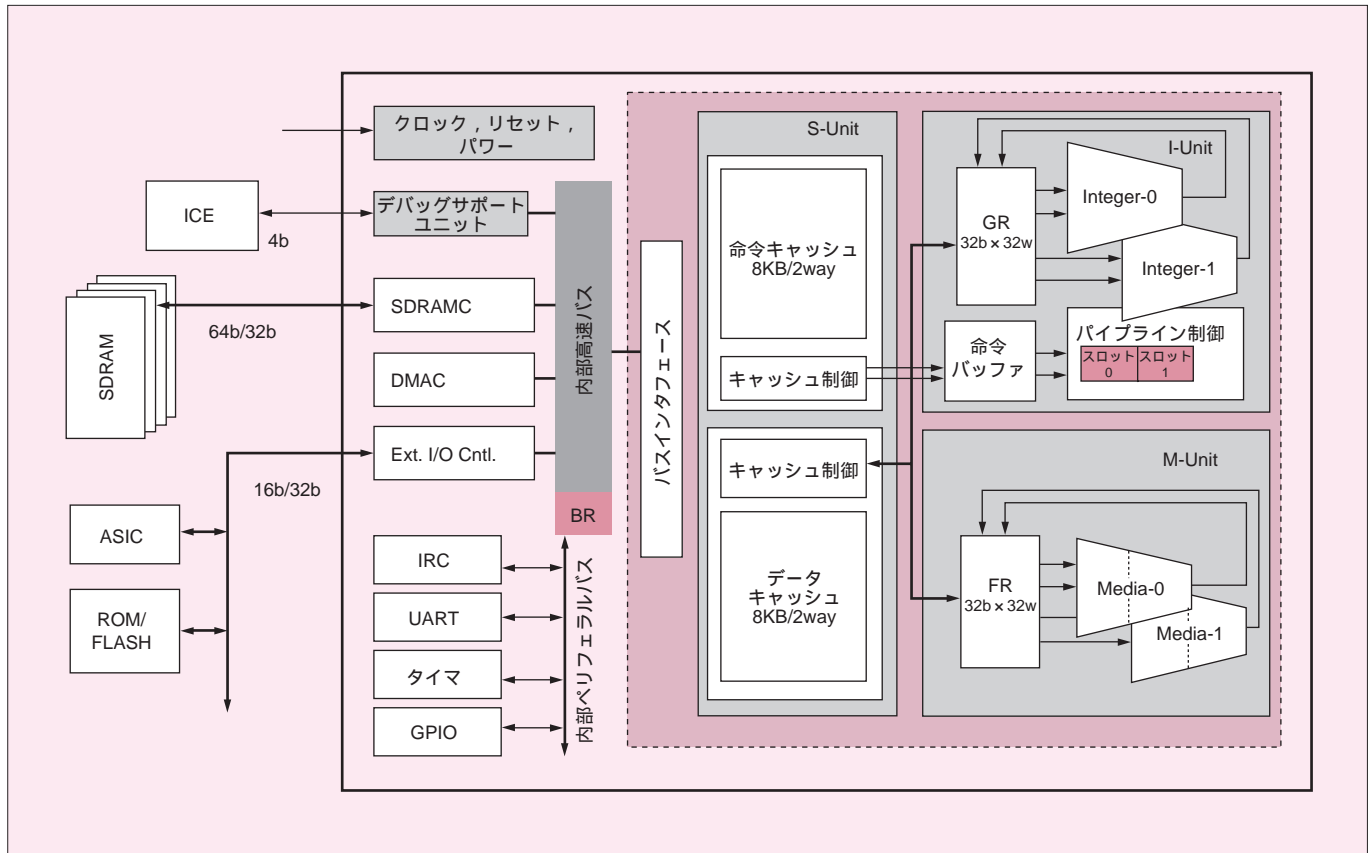 クロック，リセット，
パワー
ICE
4b
デバッグサポート
ユニット
SDRAM
64b/32b
SDRAMC
DMAC
Ext. I/O Cntl.
16b/32b
内部高速バス
BR
ASIC
ROM/
FLASH
IRC
UART
タイマ
GPIO
内部ペリフェラルバス
バスインタフェース
S-Unit
命令キャッシュ
8KB/2way
キャッシュ制御
キャッシュ制御
データ
キャッシュ
8KB/2way
I-Unit
GR
32b×32w
Integer-0
Integer-1
命令
バッファ
パイプライン制御
スロット
0
スロット
1
M-Unit
FR
32b×32w
Media-0
Media-1